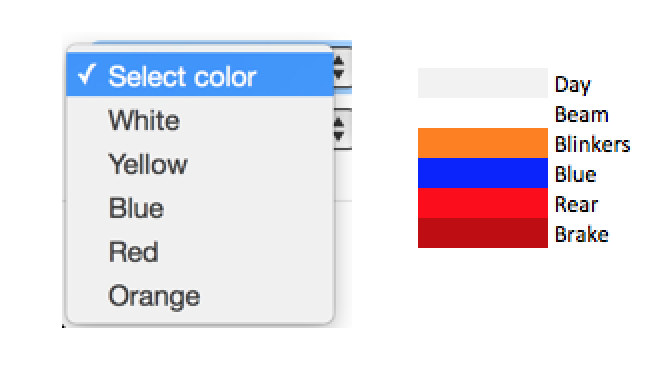 ✓ Select color
White
Yellow
Blue
Red
Orange
Day
Beam
Blinkers
Blue
Rear
Brake